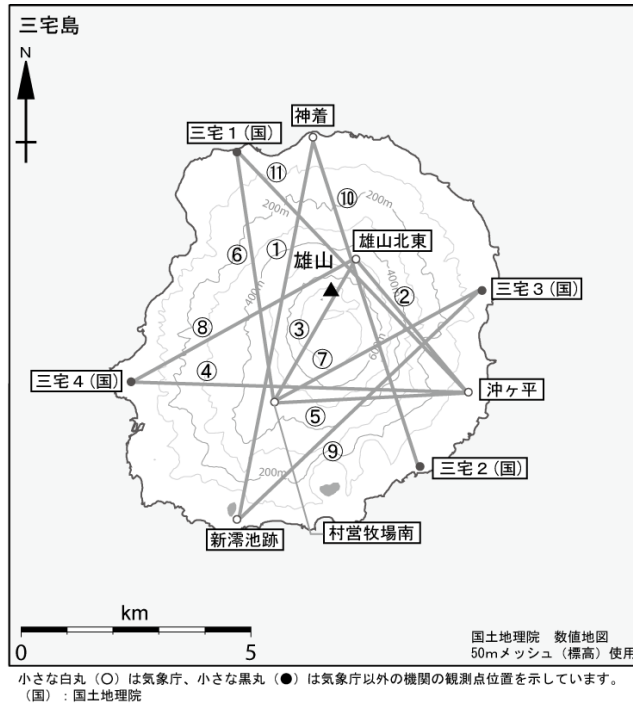 三宅島
N
神着
三宅1(国)
⑪
⑩
200m
200m
①
雄山北東
⑥
雄山
400m
400m
②
三宅3(国)
③
⑧
600m
⑦
④
三宅4(国)
沖ヶ平
⑤
⑨
三宅2(国)
200m
新澪池跡
村営牧場南
km
0 5
国土地理院 数値地図
50mメッシュ(標高)使用
小さな白丸(○)は気象庁、小さな黒丸(●)は気象庁以外の機関の観測点位置を示しています。
(国):国土地理院